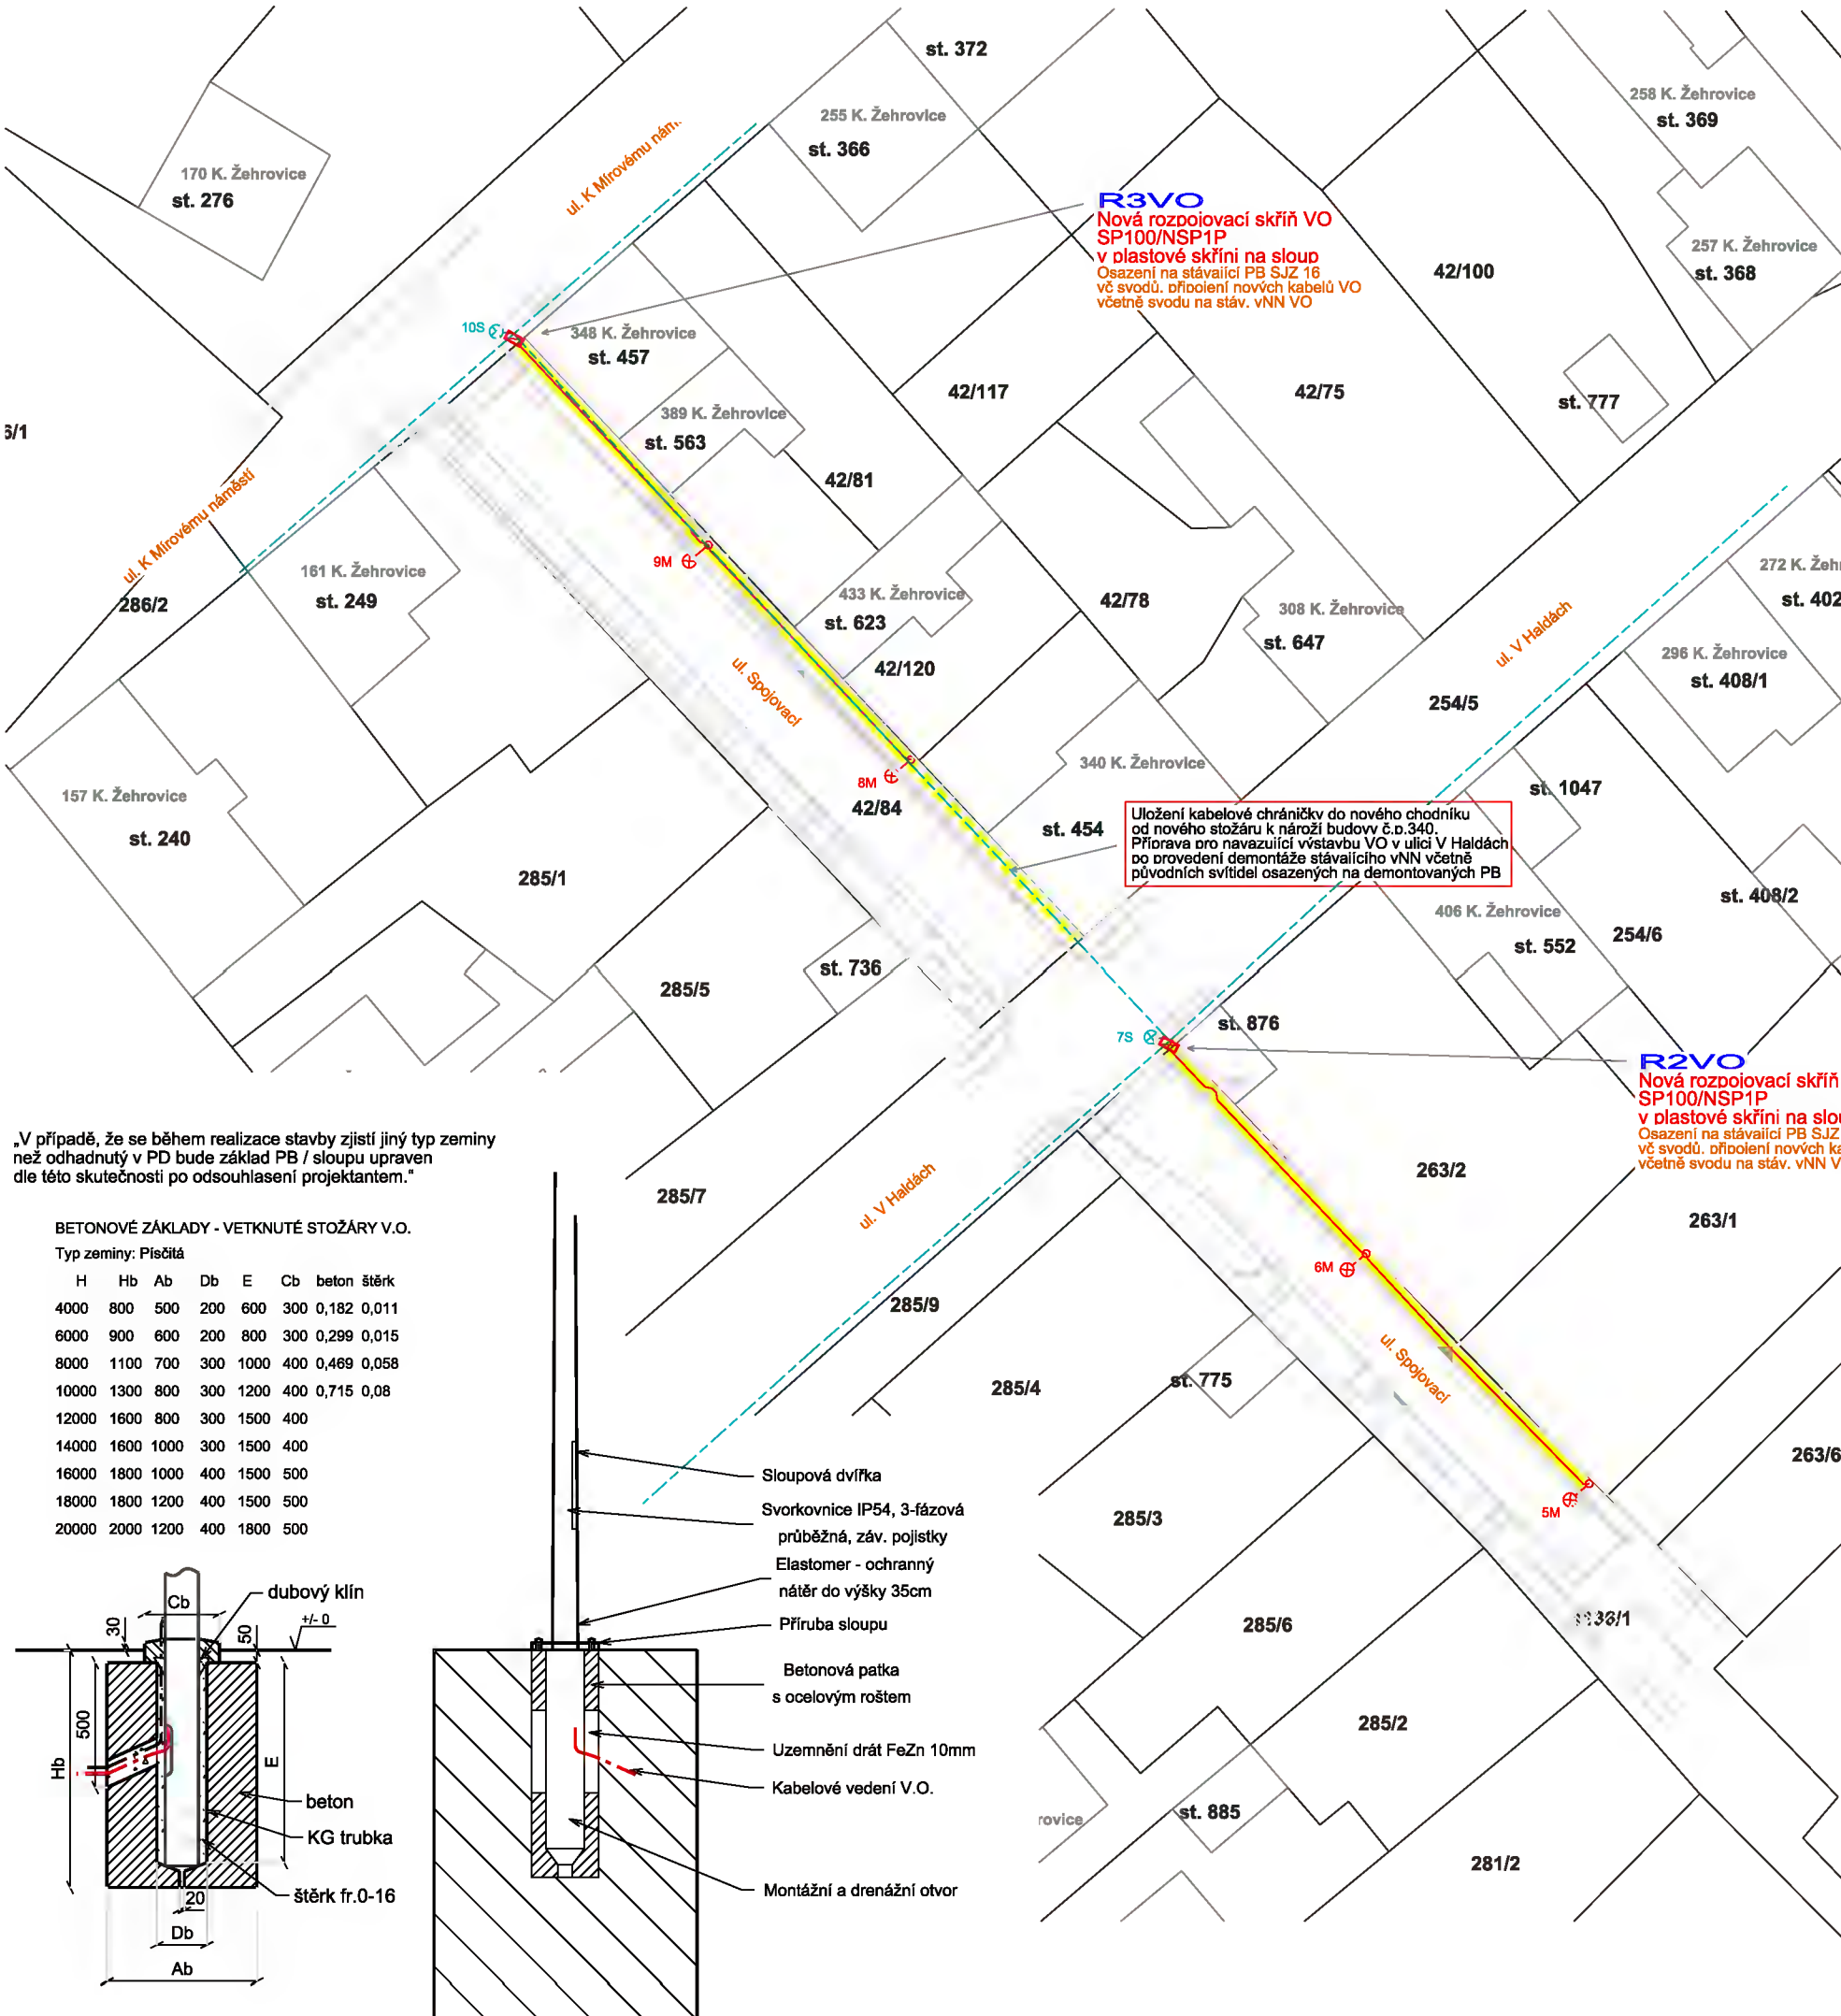 st. 372
255 K. Žehrovice
st. 366
258 K. Žehrovice
st. 369
170 K. Žehrovice
st. 276
ul. K Mírovému nám.
R3VO
Nová rozpojovací skříň VO
SP100/NSP1P
v plastové skříni na sloup
Osazení na stávající PB SJZ 16
vč svodů, připojení nových kabelů VO
včetně svodu na stáv. vNN VO
257 K. Žehrovice
st. 368
42/100
10S
348 K. Žehrovice
st. 457
42/117
42/75
st. 777
389 K. Žehrovice
st. 563
6/1
42/81
ul. K Mírovému náměstí
9M
161 K. Žehrovice
st. 249
286/2
433 K. Žehrovice
st. 623
42/78
308 K. Žehrovice
st. 647
272 K. Žeh
st. 402
ul. V Haldách
296 K. Žehrovice
st. 408/1
42/120
ul. Spojovací
254/5
340 K. Žehrovice
8M
42/84
157 K. Žehrovice
st. 240
st. 454
st. 1047
Uložení kabelové chráničky do nového chodníku
od nového stožáru k nároží budovy č.p.340.
Příprava pro navazující výstavbu VO v ulici V Haldách
po provedení demontáže stávajícího vNN včetně
původních svítidel osazených na demontovaných PB
285/1
st. 408/2
406 K. Žehrovice
st. 552
254/6
st. 736
285/5
st. 876
7S
R2VO
Nová rozpojovací skříň
SP100/NSP1P
v plastové skříni na slou
Osazení na stávající PB SJZ
vč svodů, připojení nových ka
včetně svodu na stáv. vNN V
„V případě, že se během realizace stavby zjistí jiný typ zeminy
než odhadnutý v PD bude základ PB / sloupu upraven
dle této skutečnosti po odsouhlasení projektantem.“
285/7
ul. V Haldách
263/2
263/1
BETONOVÉ ZÁKLADY - VETKNUTÉ STOŽÁRY V.O.
Typ zeminy: Písčitá
H Hb Ab Db E Cb beton štěrk
4000 800 500 200 600 300 0,182 0,011
6000 900 600 200 800 300 0,299 0,015
8000 1100 700 300 1000 400 0,469 0,058
10000 1300 800 300 1200 400 0,715 0,08
12000 1600 800 300 1500 400
14000 1600 1000 300 1500 400
16000 1800 1000 400 1500 500
18000 1800 1200 400 1500 500
20000 2000 1200 400 1800 500
6M
285/9
ul. Spojovací
285/4
st. 775
263/6
5M
285/3
285/6
285/2
st. 885
rovice
281/2
Sloupová dvířka
Svorkovnice IP54, 3-fázová
průběžná, záv. pojistky
Elastomer - ochranný
nátěr do výšky 35cm
Příruba sloupu
Betonová patka
s ocelovým roštem
Uzemnění drát FeZn 10mm
Kabelové vedení V.O.
Montážní a drenážní otvor
dubový klín
Cb
+/- 0
30
50
500
Hb
E
beton
KG trubka
štěrk fr.0-16
20
Db
Ab